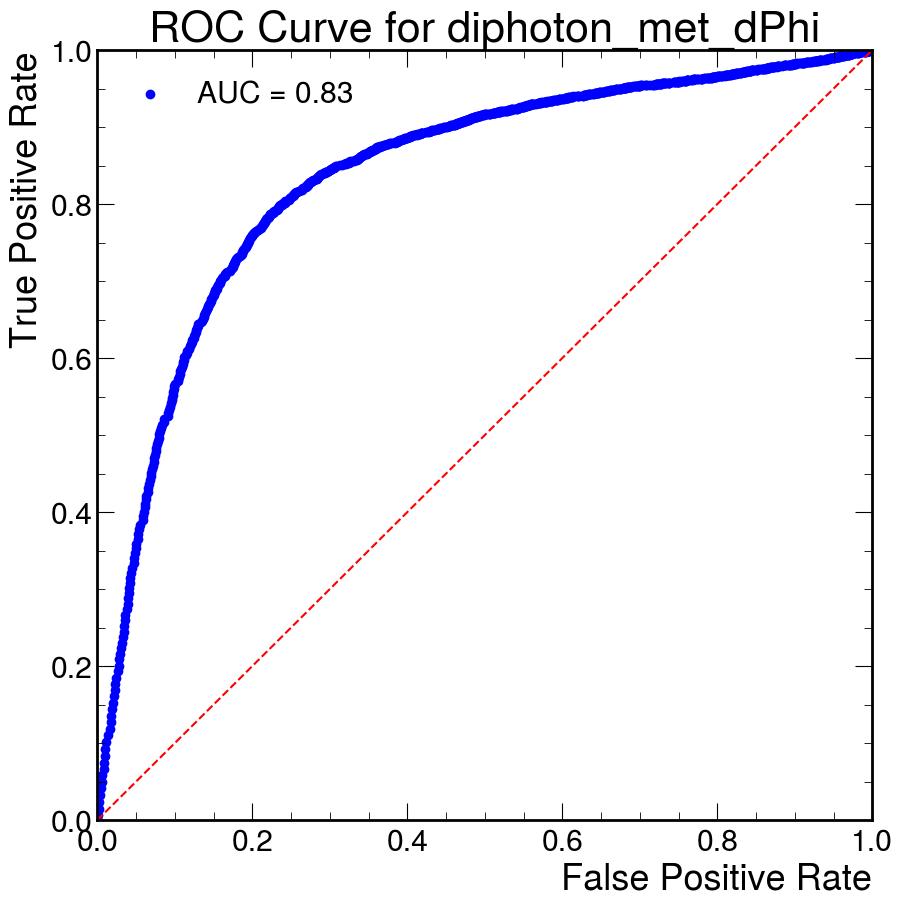 ROC Curve for diphoton_met_dPhi
AUC = 0.83
True Positive Rate
1.0
0.8
0.6
0.4
0.2
0.0
0.0 0.2 0.4 0.6 0.8 1.0
False Positive Rate